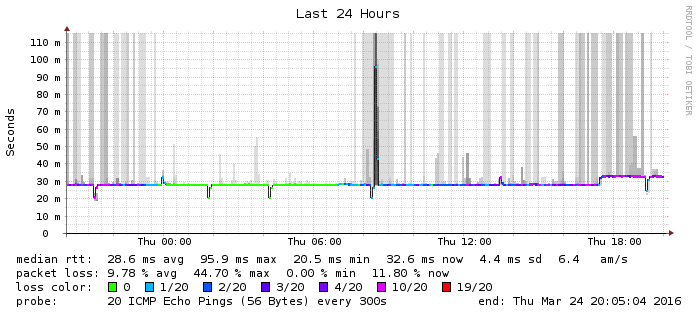 Last 24 Hours
RRDTOOL / TOBI OETIKER
Seconds
110 m
100 m
90 m
80 m
70 m
60 m
50 m
40 m
30 m
20 m
10 m
0
Thu 00:00 Thu 06:00 Thu 12:00 Thu 18:00
median rtt: 28.6 ms avg 95.9 ms max 20.5 ms min 32.6 ms now 4.4 ms sd 6.4 am/s
packet loss: 9.78 % avg 44.70 % max 0.00 % min 11.80 % now
loss color: 0 1/20 2/20 3/20 4/20 10/20 19/20
probe: 20 ICMP Echo Pings (56 Bytes) every 300s end: Thu Mar 24 20:05:04 2016